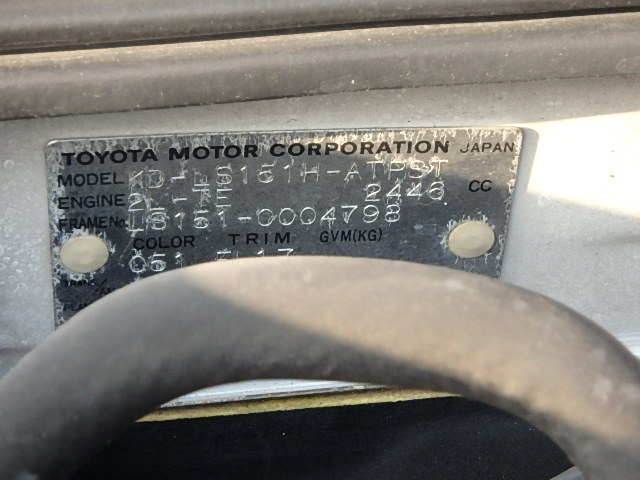 TOYOTA MOTOR CORPORATION JAPAN
MODEL KD-LS151H-ATPST
ENGINE 2L-TE 2446 CC
FRAME No. LS151-0004798
COLOR TRIM GVM(KG)
051